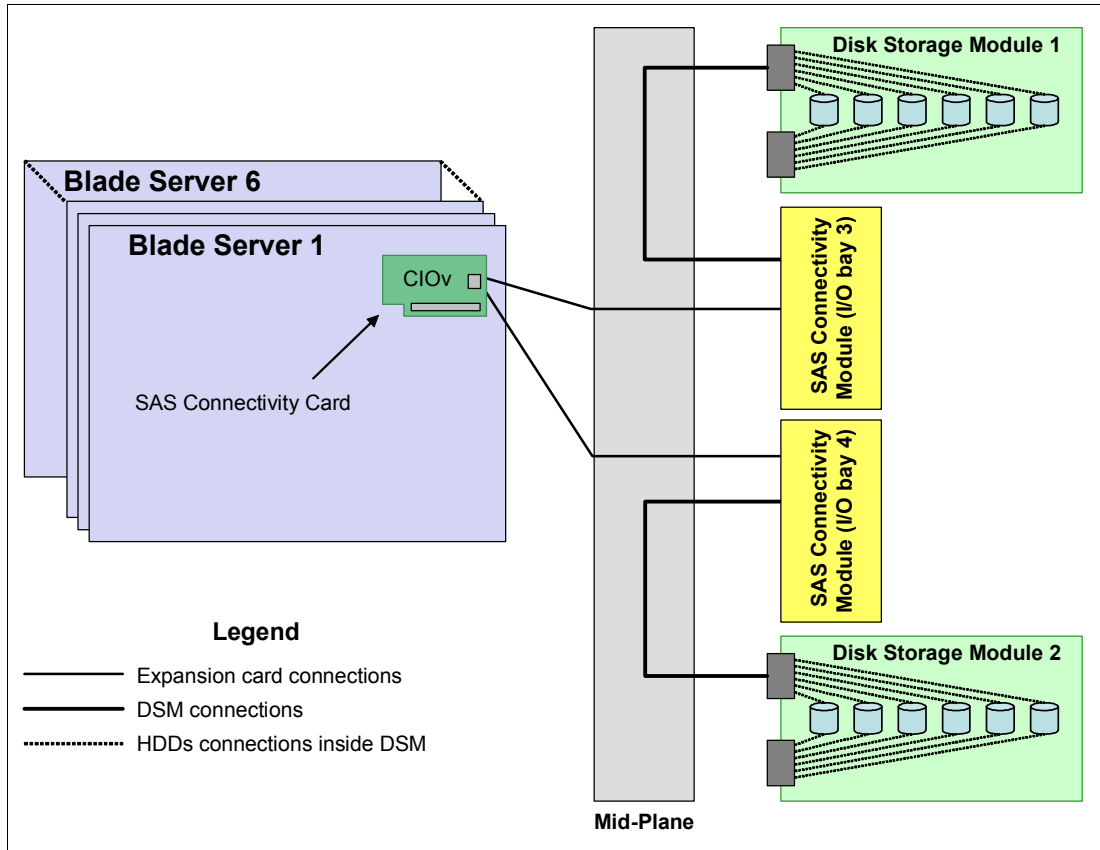 Disk Storage Module 1
Blade Server 6
Blade Server 1
CIOv
SAS Connectivity Card
SAS Connectivity
Module (I/O bay 3)
SAS Connectivity
Module (I/O bay 4)
Disk Storage Module 2
Legend
Expansion card connections
DSM connections
HDDs connections inside DSM
Mid-Plane